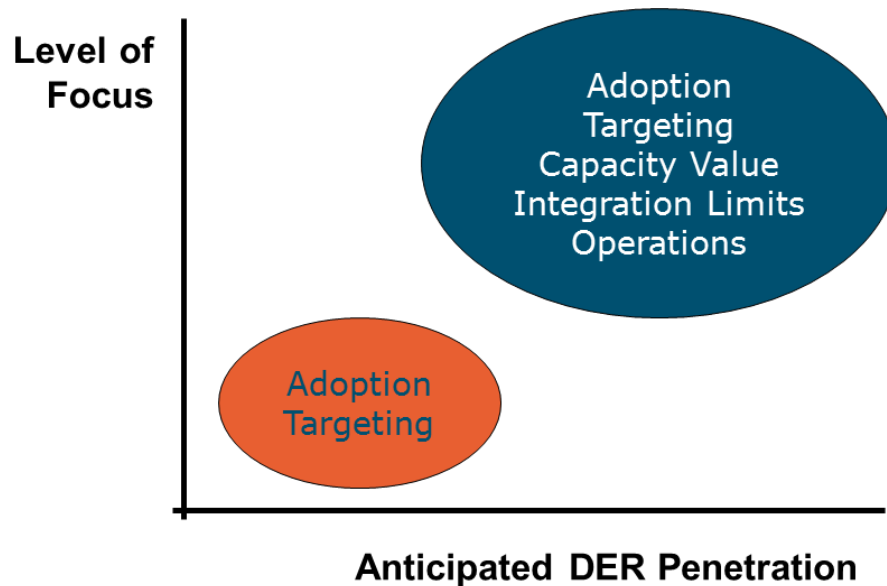 Level of
Focus
Adoption
Targeting
Capacity Value
Integration Limits
Operations
Adoption
Targeting
Anticipated DER Penetration